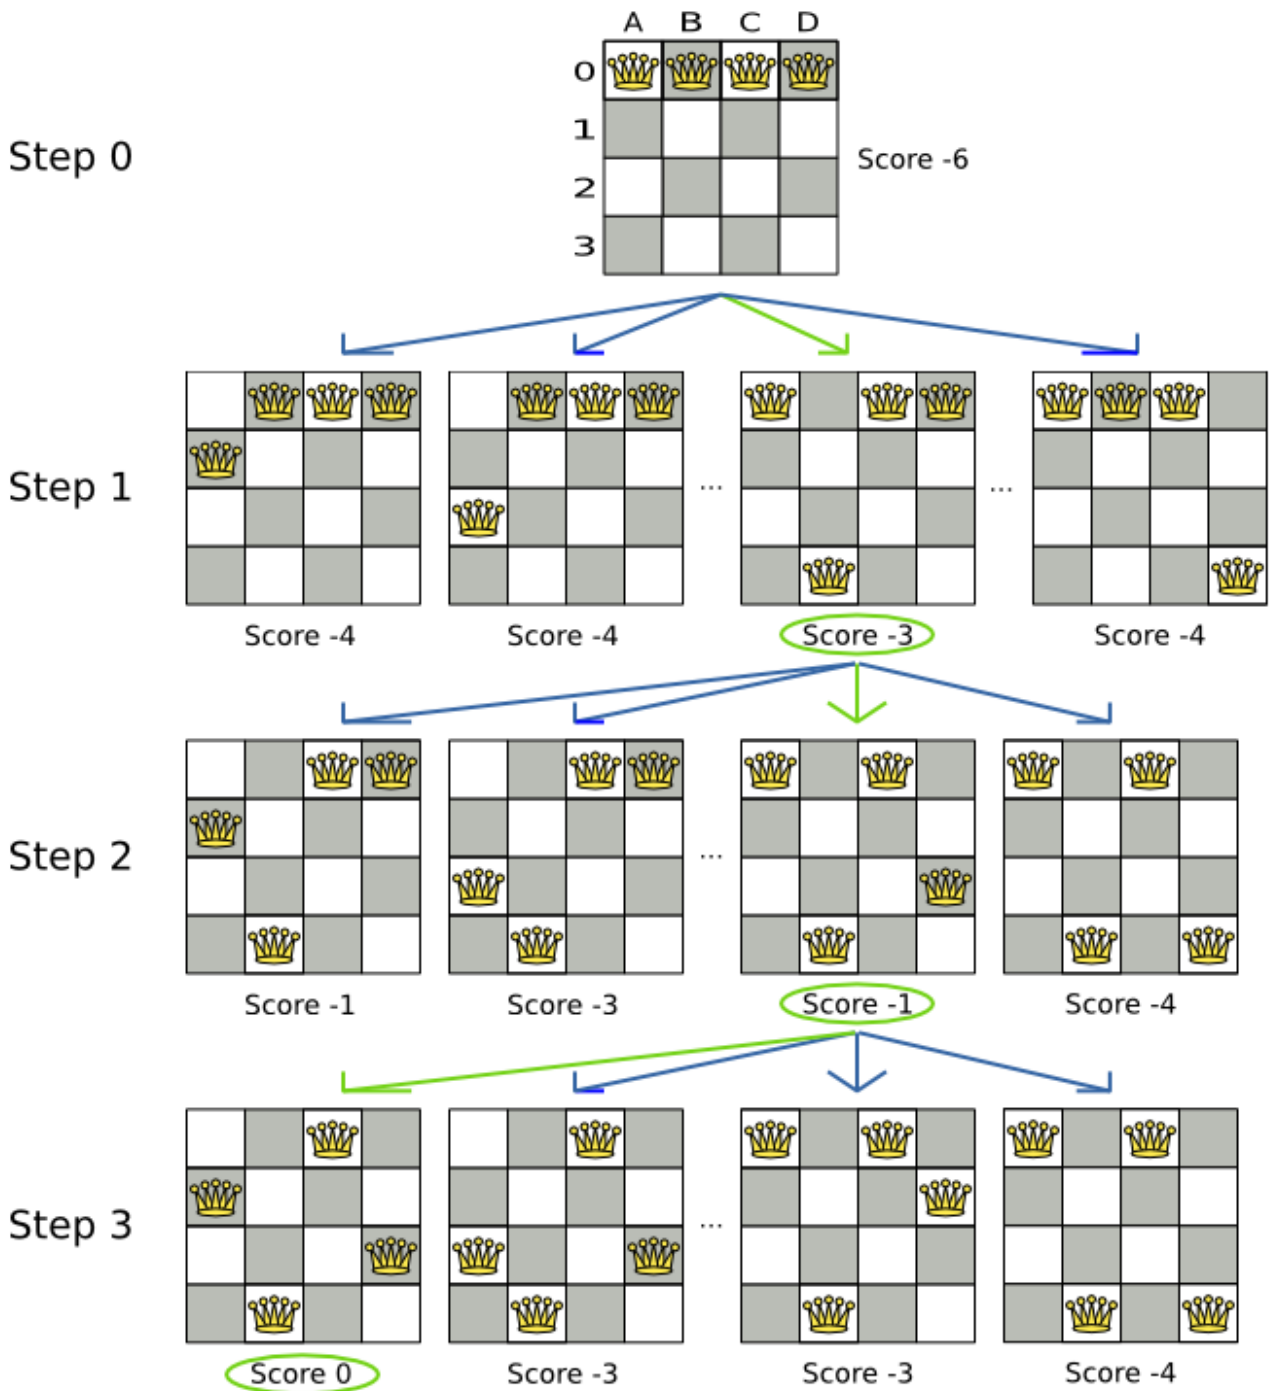 A B C D
0
1
2
3
Step 0
Score -6
Step 1
...
...
Score -4
Score -4
Score -3
Score -4
Step 2
...
Score -1
Score -3
Score -1
Score -4
Step 3
...
Score 0
Score -3
Score -3
Score -4